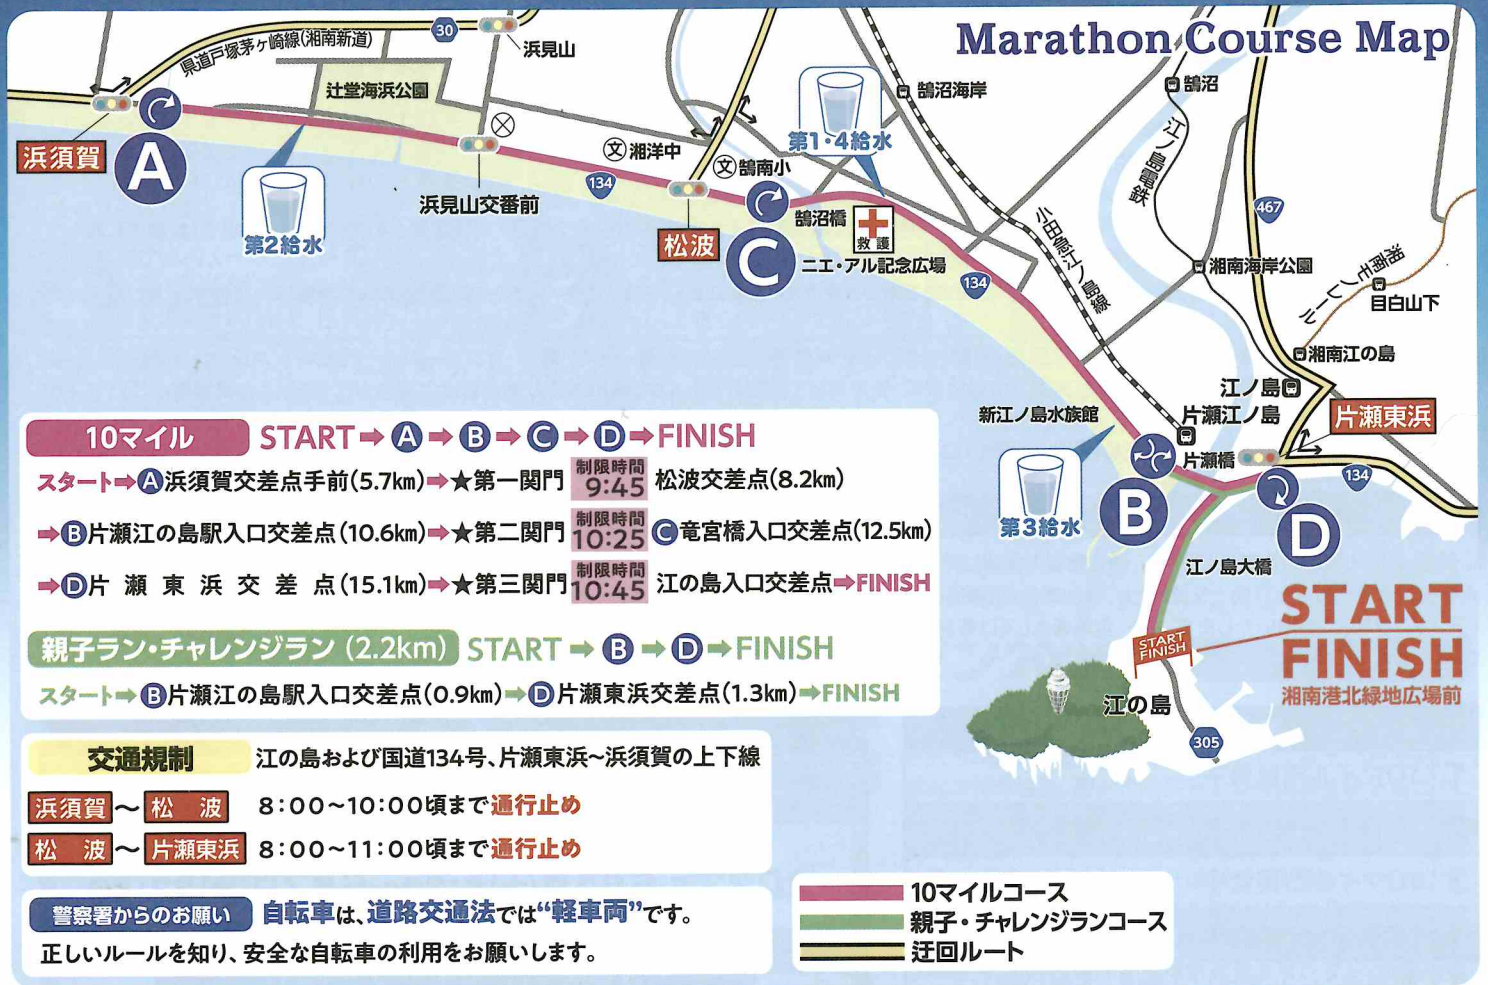 Marathon Course Map
30
浜見山
県道戸塚茅ヶ崎線(湘南新道)
辻堂海浜公園
浜須賀
A
第2給水
浜見山交番前
文 湘洋中
134
文 鵠南小
松波
C
第1・4給水
鵠沼橋
救護
ニエ・アル記念広場
鵠沼海岸
134
小田急江ノ島線
鵠沼
江ノ島電鉄
467
湘南海岸公園
湘南モノレール
目白山下
湘南江の島
江ノ島
片瀬江ノ島
片瀬東浜
新江ノ島水族館
片瀬橋
134
第3給水
B
D
江ノ島大橋
START
FINISH
START
FINISH
湘南港北緑地広場前
江の島
305
10マイル START➡A➡B➡C➡D➡FINISH
スタート➡A浜須賀交差点手前(5.7km)➡★第一関門 制限時間 9:45 松波交差点(8.2km)
➡B片瀬江の島駅入口交差点(10.6km)➡★第二関門 制限時間 10:25 C竜宮橋入口交差点(12.5km)
➡D片瀬東浜交差点(15.1km)➡★第三関門 制限時間 10:45 江の島入口交差点➡FINISH
親子ラン・チャレンジラン(2.2km) START➡B➡D➡FINISH
スタート➡B片瀬江の島駅入口交差点(0.9km)➡D片瀬東浜交差点(1.3km)➡FINISH
交通規制 江の島および国道134号、片瀬東浜~浜須賀の上下線
浜須賀~松波 8:00~10:00頃まで通行止め
松波~片瀬東浜 8:00~11:00頃まで通行止め
警察署からのお願い 自転車は、道路交通法では“軽車両”です。
正しいルールを知り、安全な自転車の利用をお願いします。
10マイルコース
親子・チャレンジランコース
迂回ルート